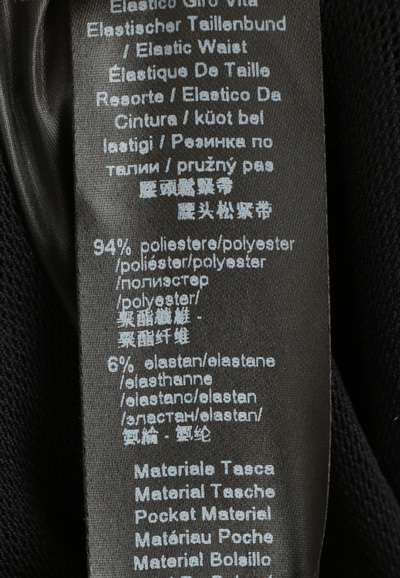 Elastico Giro Vita
Elastischer Taillenbund
/ Elastic Waist
Élastique De Taille
Resorte / Elastico Da
Cintura / küot bel
lastigi / Резинка по
талии / pružný pas
腰頭鬆緊帶
腰头松紧带
94% poliestere/polyester
/poliéster/polyester
/полиэстер
/polyester/
聚酯纖維 -
聚酯纤维
6% elastan/elastane
/elasthanne
/elastano/elastan
/эластан/elastan/
氨綸 - 氨纶
Materiale Tasca
Material Tasche
Pocket Material
Matériau Poche
Material Bolsillo